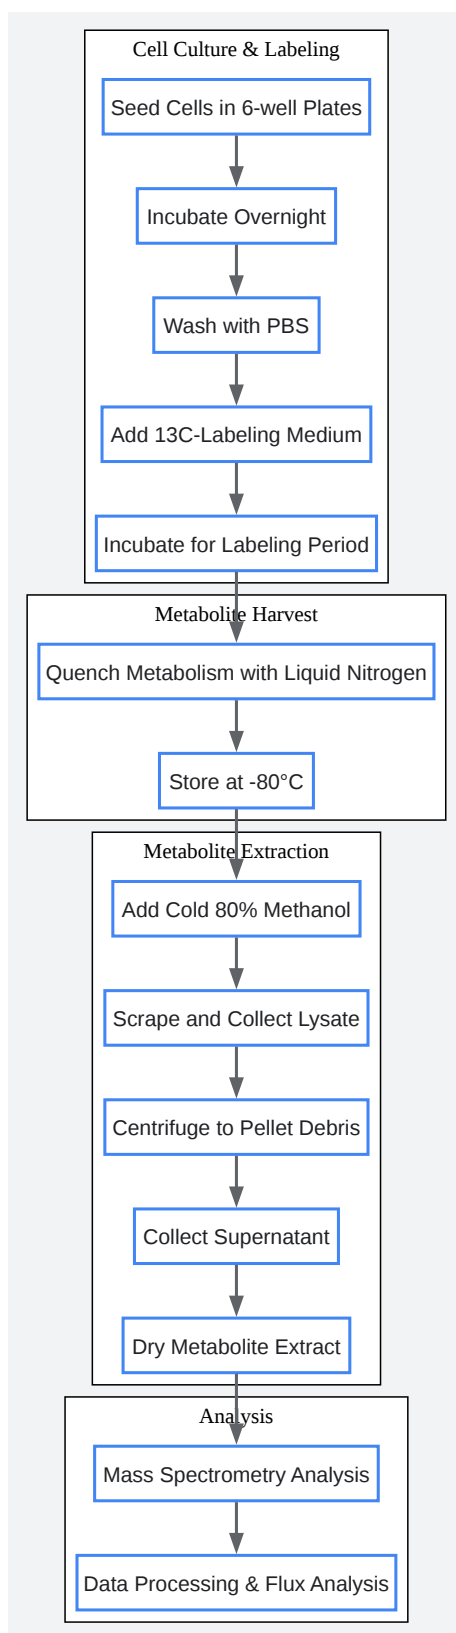 Cell Culture & Labeling
Seed Cells in 6-well Plates
Incubate Overnight
Wash with PBS
Add 13C-Labeling Medium
Incubate for Labeling Period
Metabolite Harvest
Quench Metabolism with Liquid Nitrogen
Store at -80°C
Metabolite Extraction
Add Cold 80% Methanol
Scrape and Collect Lysate
Centrifuge to Pellet Debris
Collect Supernatant
Dry Metabolite Extract
Analysis
Mass Spectrometry Analysis
Data Processing & Flux Analysis